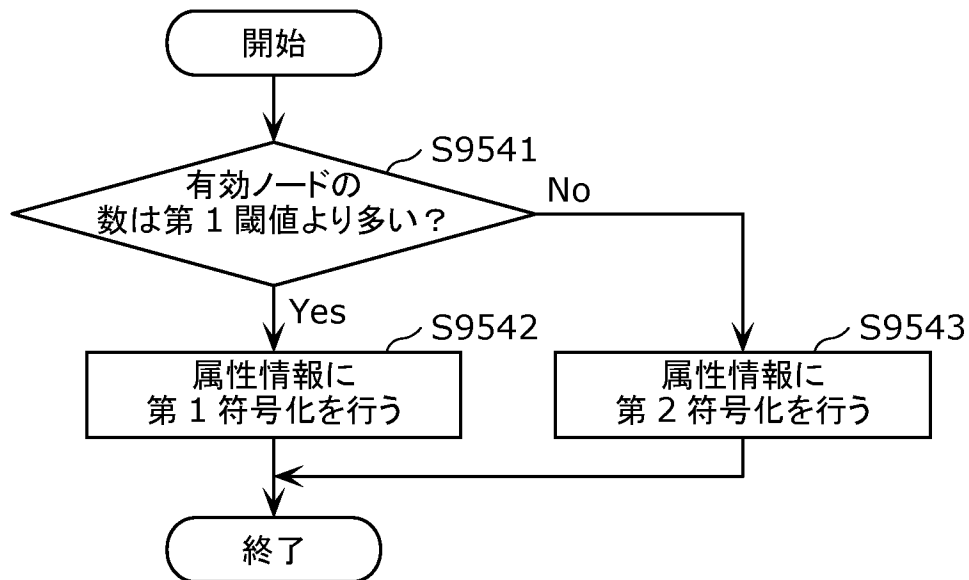 開始
S9541
有効ノードの
数は第1閾値より多い?
No
Yes
S9542
属性情報に
第1符号化を行う
S9543
属性情報に
第2符号化を行う
終了